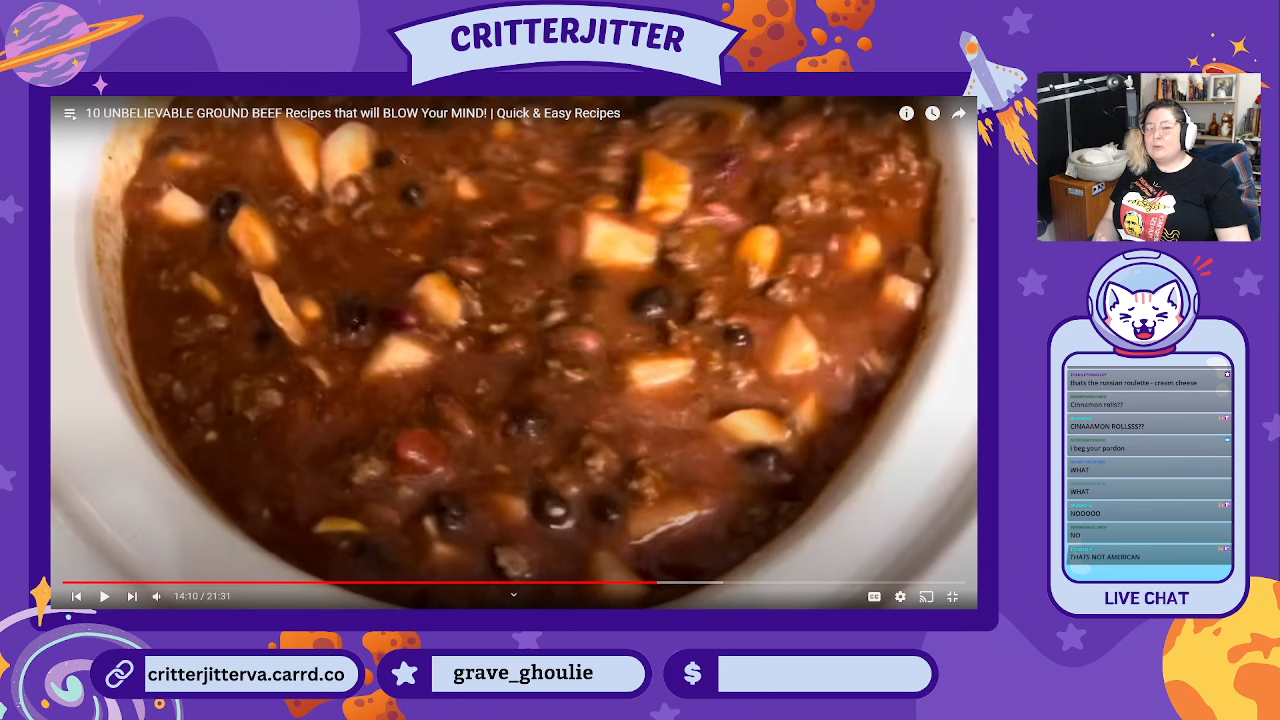 CRITTERJITTER
10 UNBELIEVABLE GROUND BEEF Recipes that will BLOW Your MIND! | Quick & Easy Recipes
thats the russian roulette - cream cheese
Cinnamon rolls??
CINAAAMON ROLLSSS??
i beg your pardon
WHAT
WHAT
NOOOOO
NO
THATS NOT AMERICAN
LIVE CHAT
14:10 / 21:31
CC
critterjitterva.carrd.co
grave_ghoulie
$